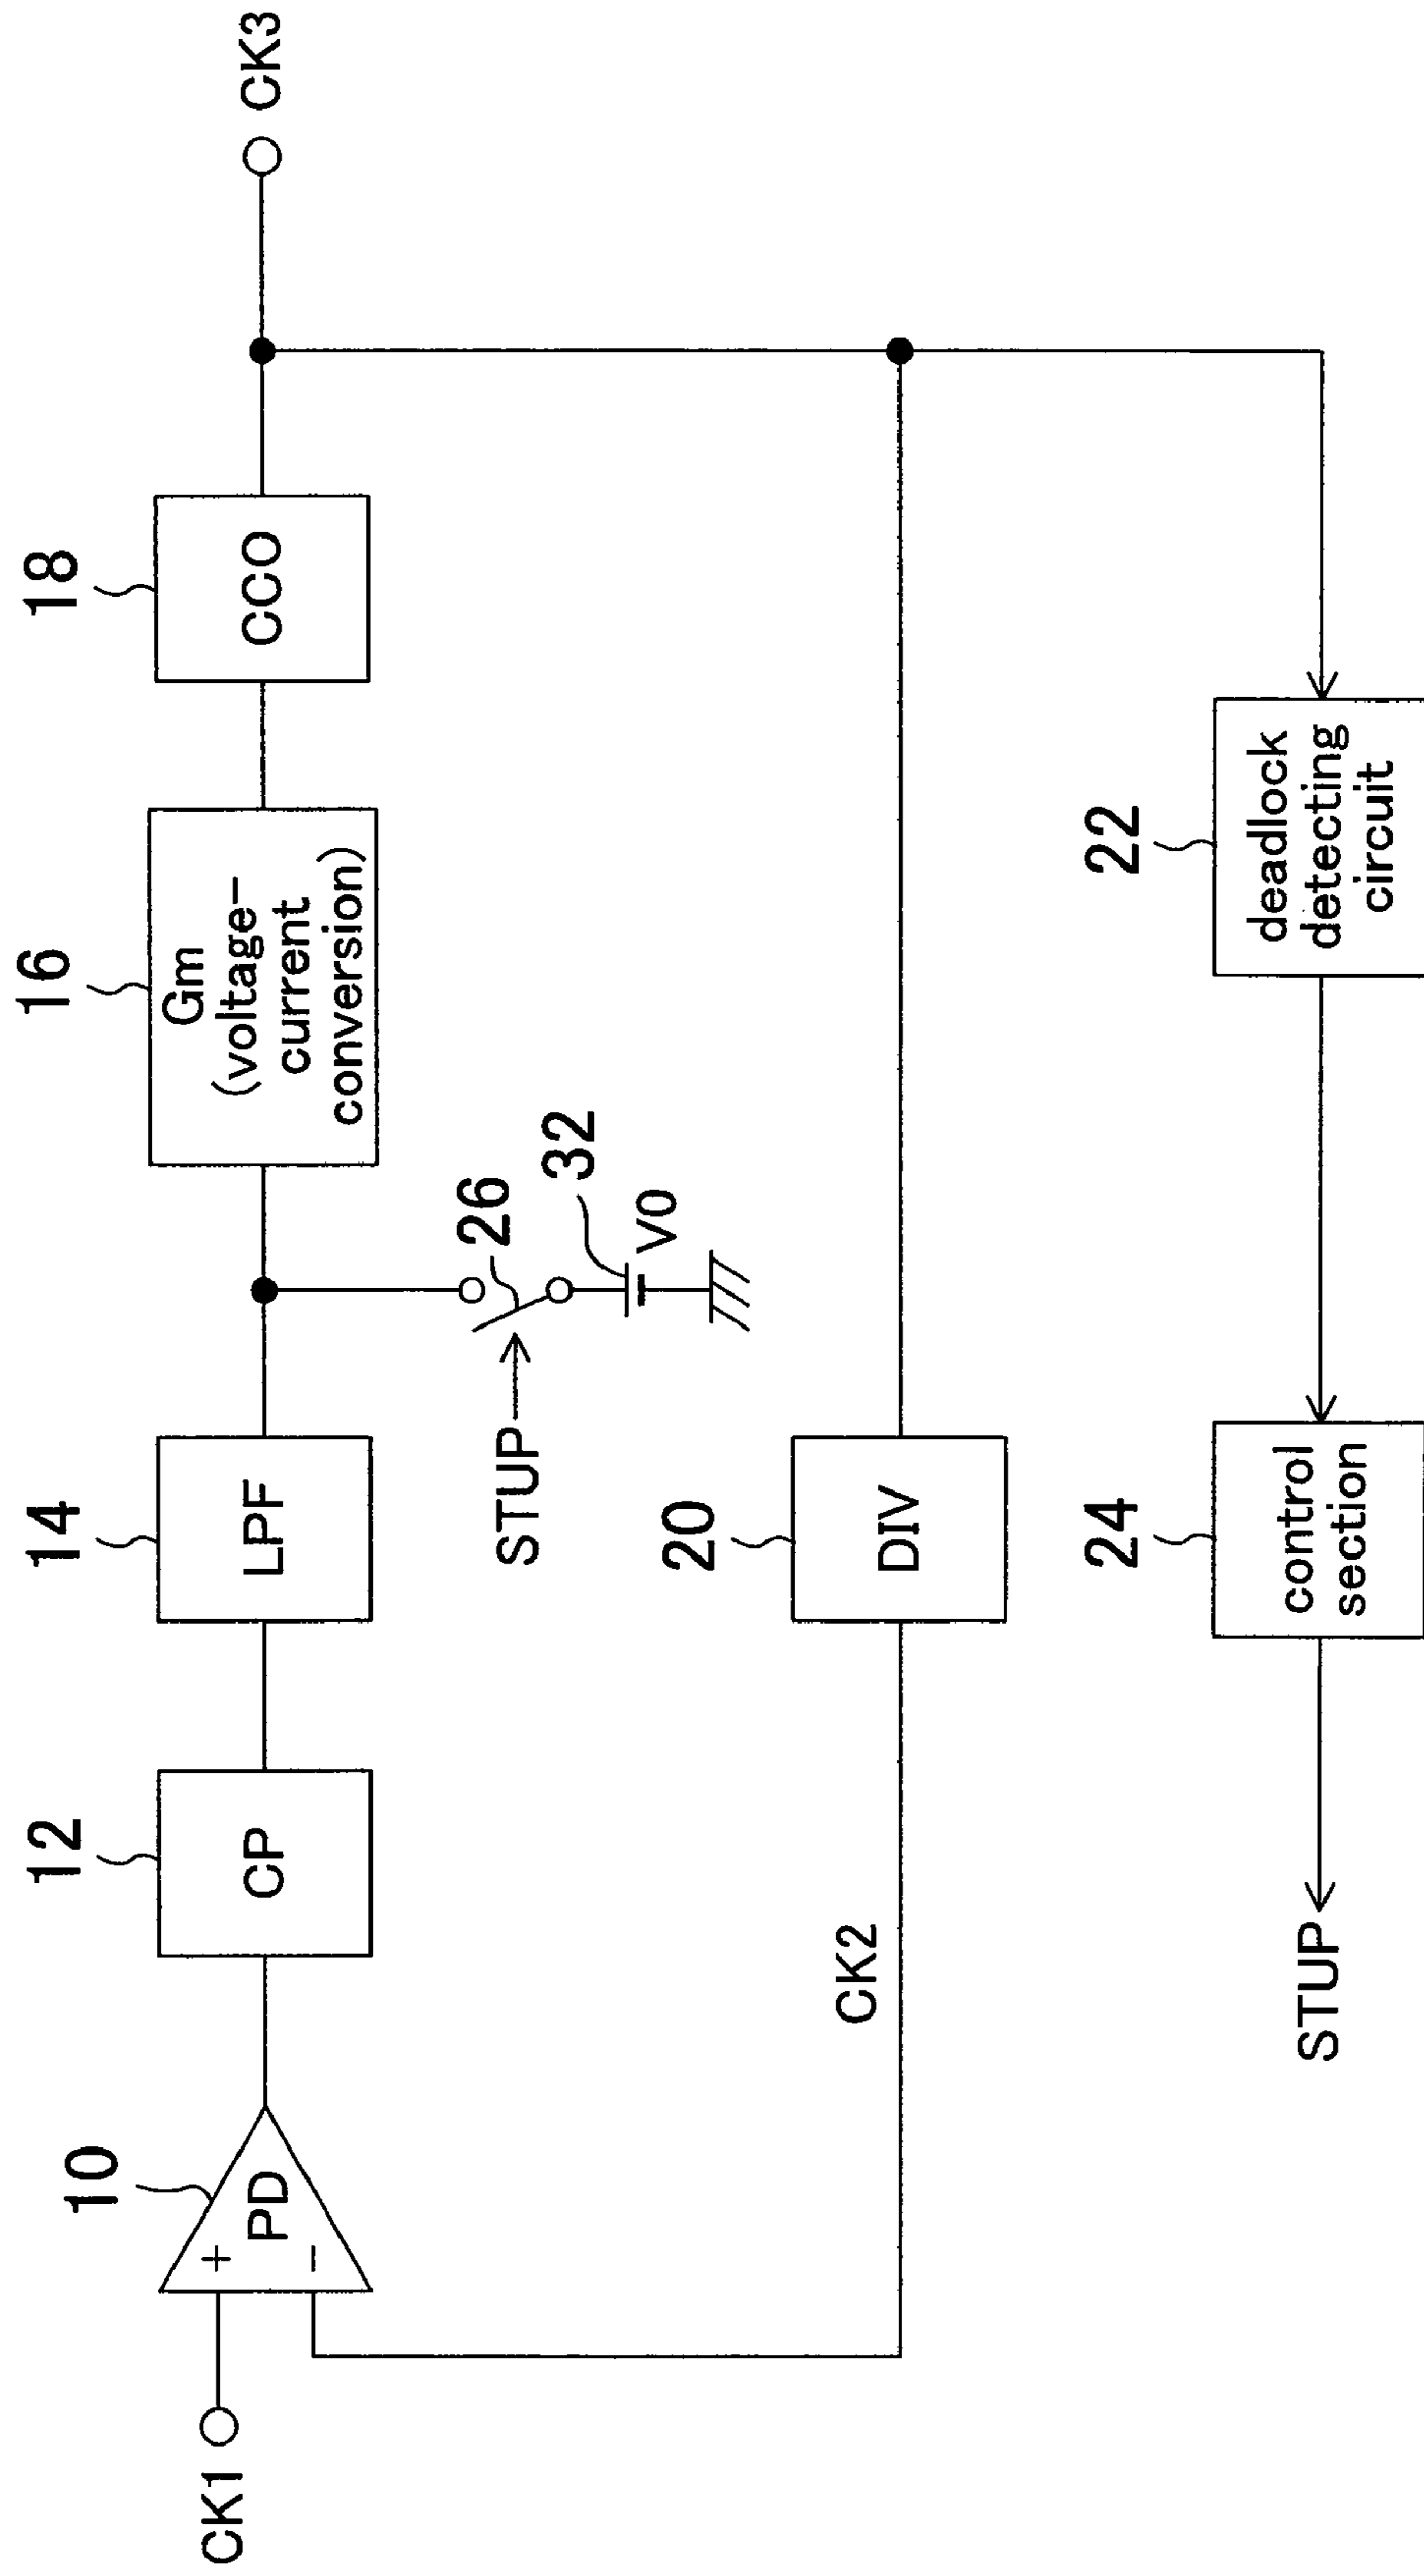 10
12
14
16
18
CK1
+
−
PD
CP
LPF
Gm
(voltage-
current
conversion)
CCO
CK3
STUP
26
32
V0
20
DIV
CK2
24
22
STUP
control
section
deadlock
detecting
circuit